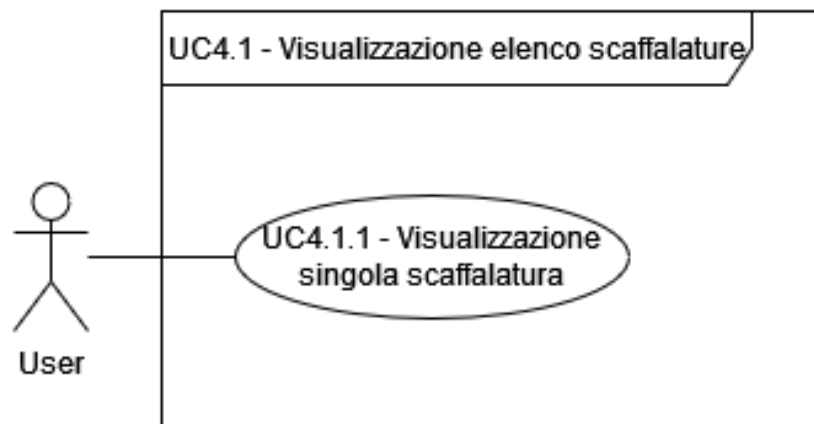 UC4.1 - Visualizzazione elenco scaffalature
UC4.1.1 - Visualizzazione
singola scaffalatura
User